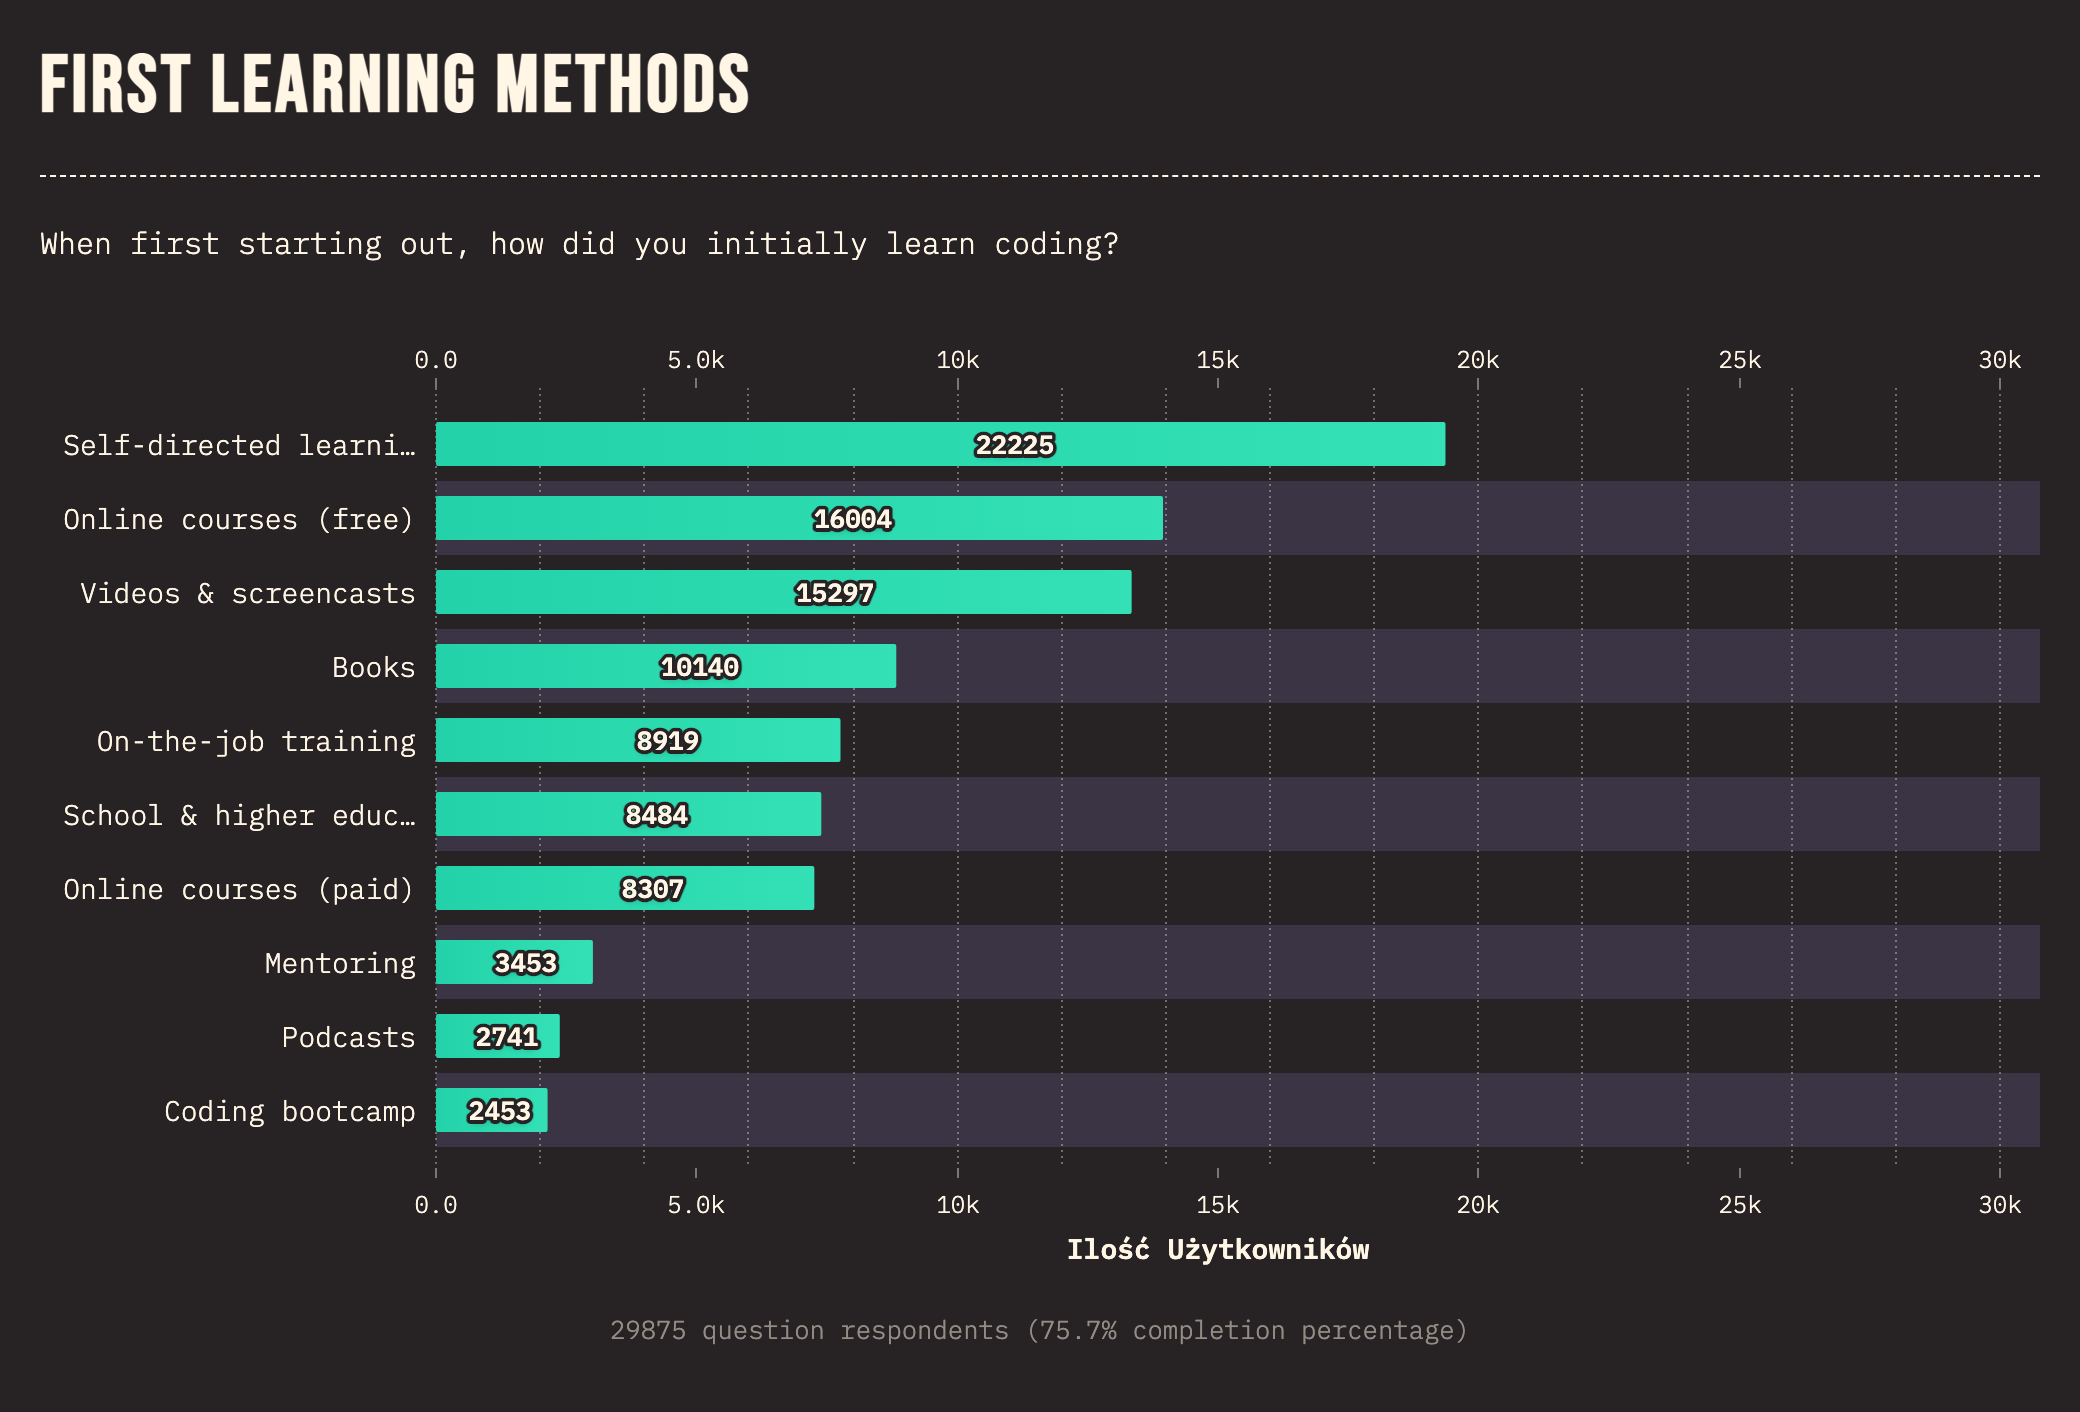 FIRST LEARNING METHODS
When first starting out, how did you initially learn coding?
0.0 5.0k 10k 15k 20k 25k 30k
Self-directed learni… 22225
Online courses (free) 16004
Videos & screencasts 15297
Books 10140
On-the-job training 8919
School & higher educ… 8484
Online courses (paid) 8307
Mentoring 3453
Podcasts 2741
Coding bootcamp 2453
0.0 5.0k 10k 15k 20k 25k 30k
Ilość Użytkowników
29875 question respondents (75.7% completion percentage)